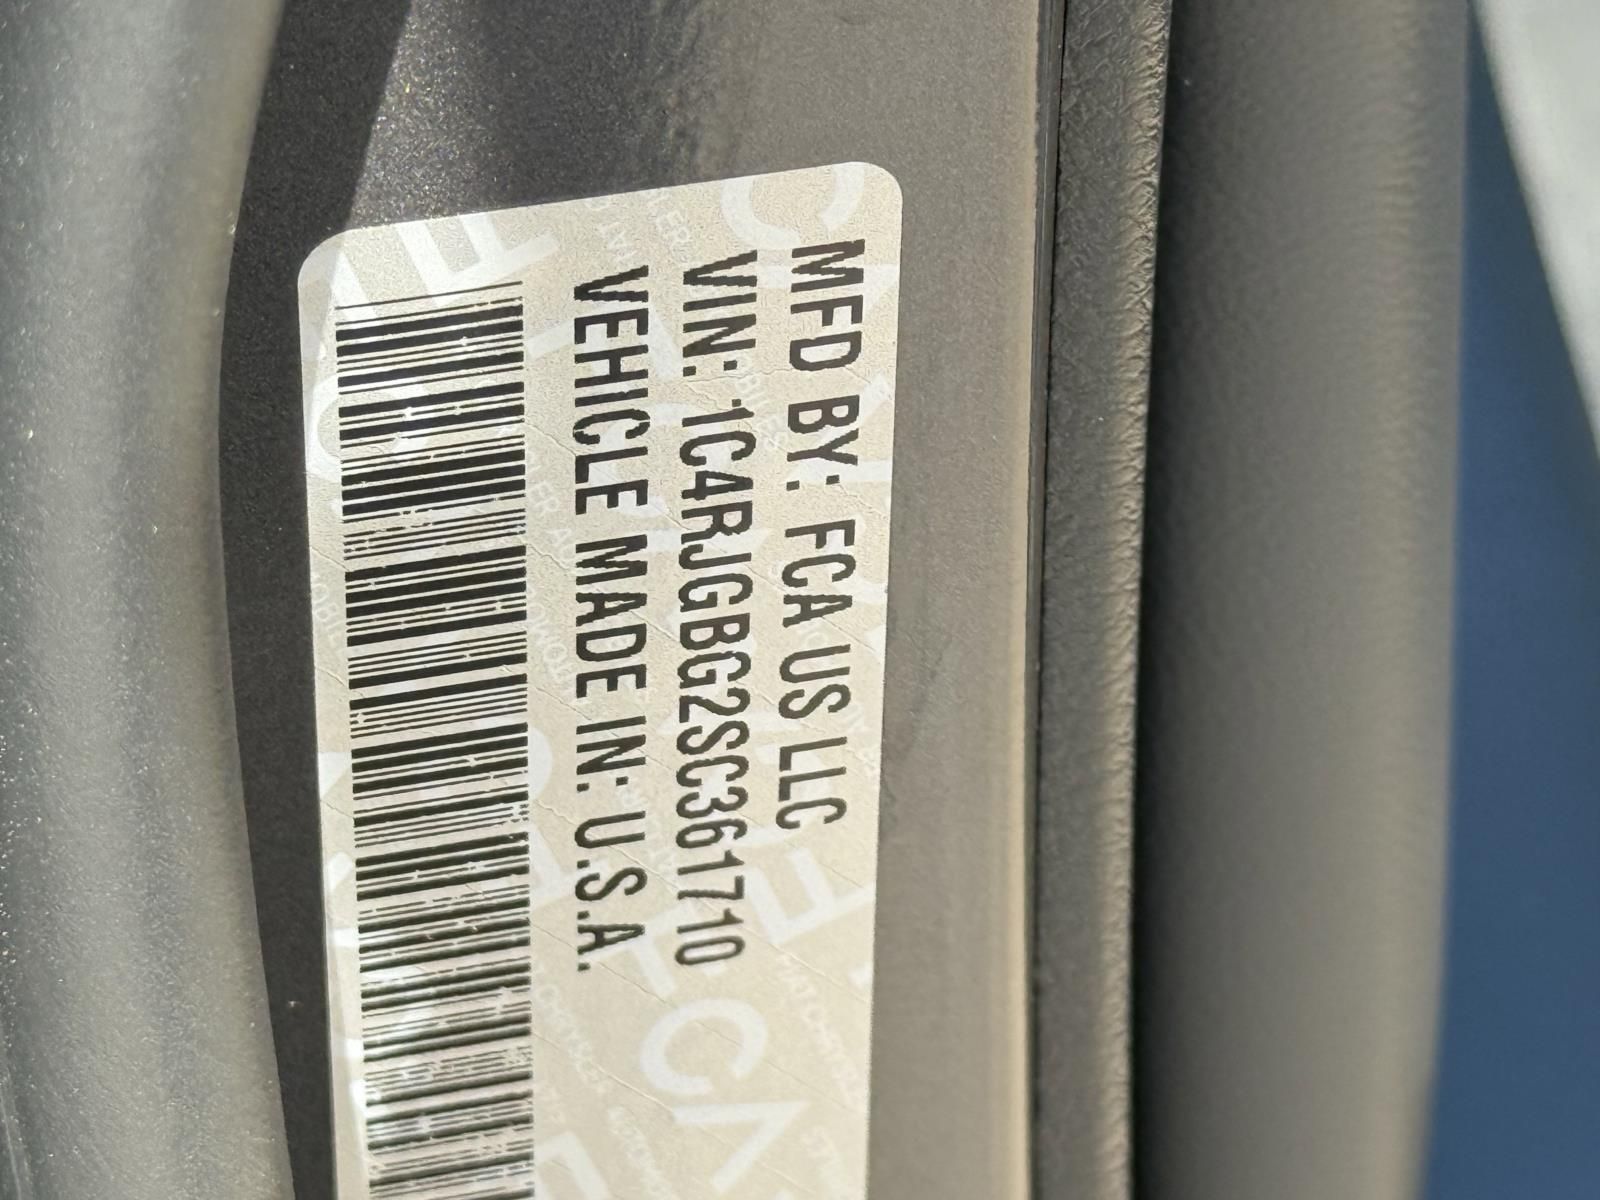 MFD BY: FCA US LLC
VIN: 1C4RJGBG2SC361710
VEHICLE MADE IN: U.S.A.